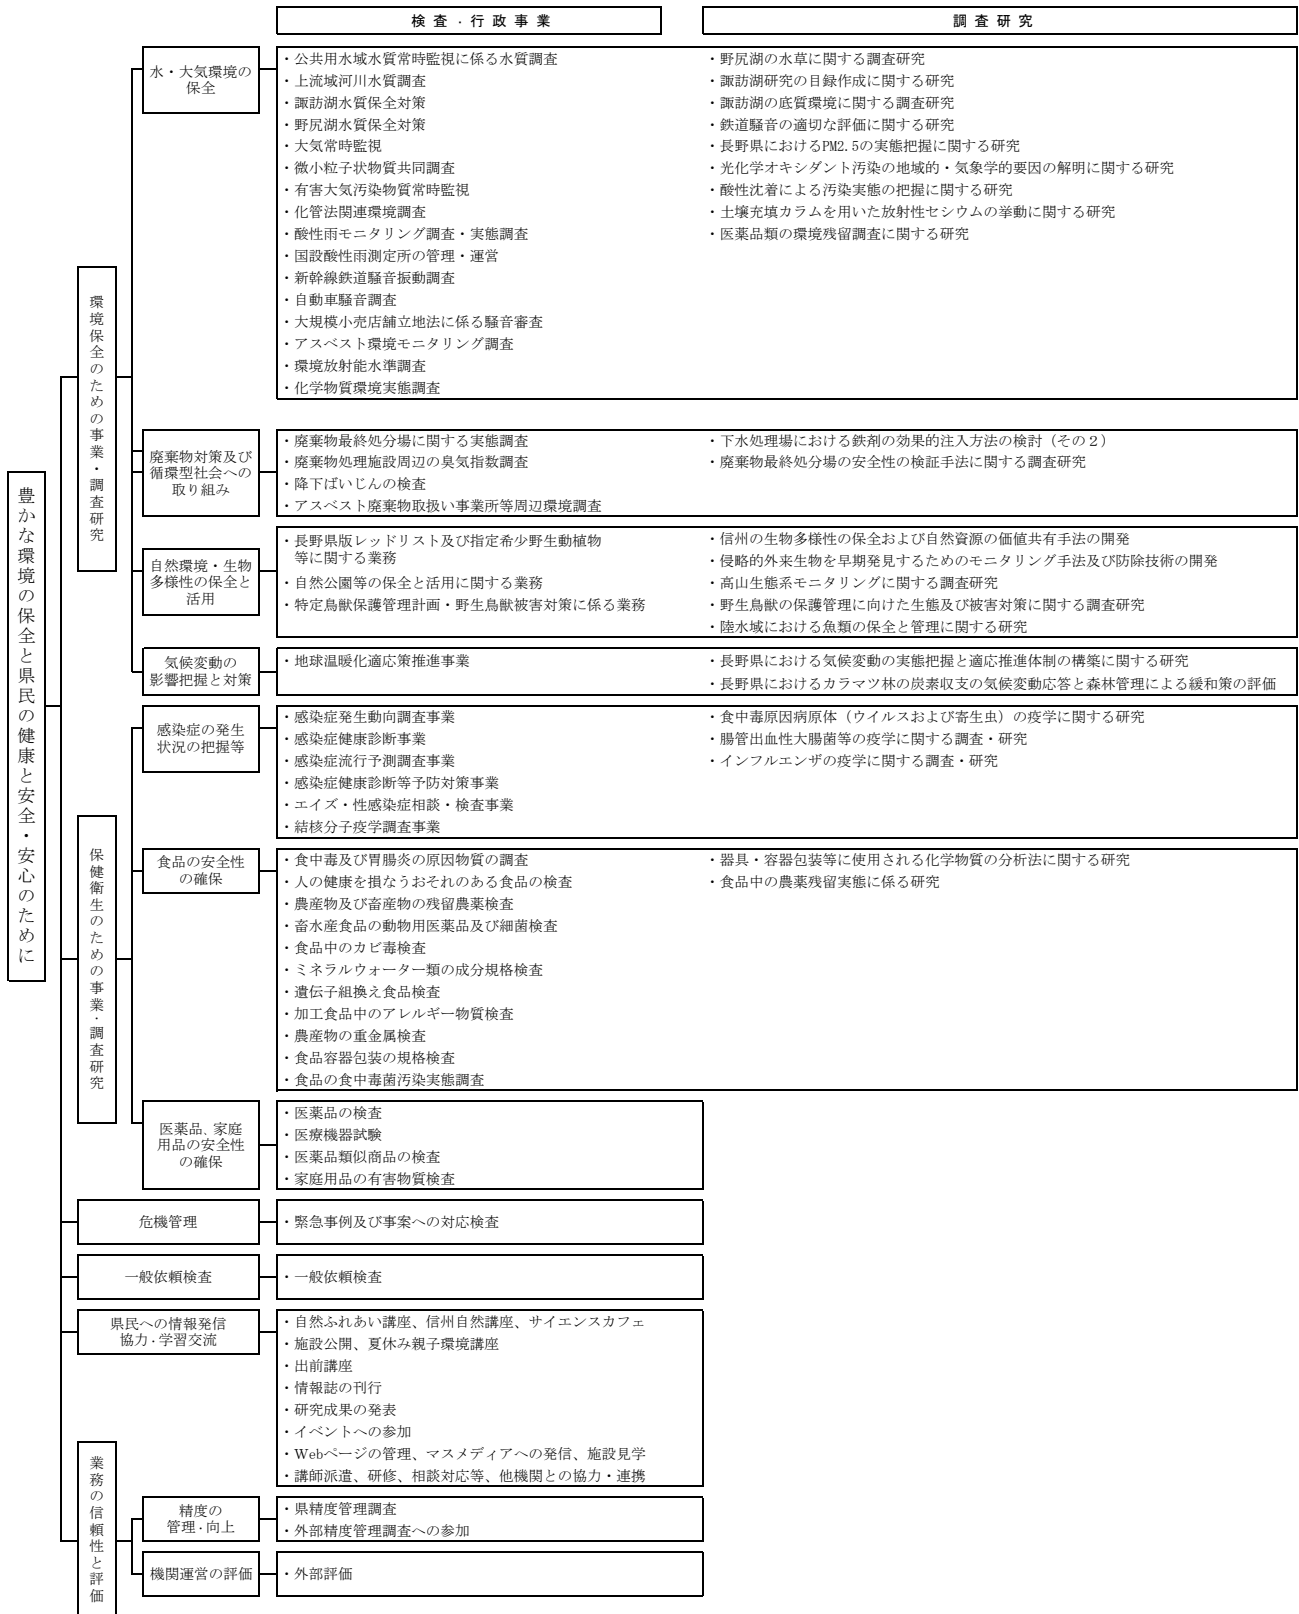 検査・行政事業
調査研究
豊かな環境の保全と県民の健康と安全・安心のために
環境保全のための事業・調査研究
水・大気環境の
保全
・公共用水域水質常時監視に係る水質調査
・上流域河川水質調査
・諏訪湖水質保全対策
・野尻湖水質保全対策
・大気常時監視
・微小粒子状物質共同調査
・有害大気汚染物質常時監視
・化管法関連環境調査
・酸性雨モニタリング調査・実態調査
・国設酸性雨測定所の管理・運営
・新幹線鉄道騒音振動調査
・自動車騒音調査
・大規模小売店舗立地法に係る騒音審査
・アスベスト環境モニタリング調査
・環境放射能水準調査
・化学物質環境実態調査
・野尻湖の水草に関する調査研究
・諏訪湖研究の目録作成に関する研究
・諏訪湖の底質環境に関する調査研究
・鉄道騒音の適切な評価に関する研究
・長野県におけるPM2.5の実態把握に関する研究
・光化学オキシダント汚染の地域的・気象学的要因の解明に関する研究
・酸性沈着による汚染実態の把握に関する研究
・土壌充填カラムを用いた放射性セシウムの挙動に関する研究
・医薬品類の環境残留調査に関する研究
廃棄物対策及び
循環型社会への
取り組み
・廃棄物最終処分場に関する実態調査
・廃棄物処理施設周辺の臭気指数調査
・降下ばいじんの検査
・アスベスト廃棄物取扱い事業所等周辺環境調査
・下水処理場における鉄剤の効果的注入方法の検討（その２）
・廃棄物最終処分場の安全性の検証手法に関する調査研究
自然環境・生物
多様性の保全と
活用
・長野県版レッドリスト及び指定希少野生動植物
等に関する業務
・自然公園等の保全と活用に関する業務
・特定鳥獣保護管理計画・野生鳥獣被害対策に係る業務
・信州の生物多様性の保全および自然資源の価値共有手法の開発
・侵略的外来生物を早期発見するためのモニタリング手法及び防除技術の開発
・高山生態系モニタリングに関する調査研究
・野生鳥獣の保護管理に向けた生態及び被害対策に関する調査研究
・陸水域における魚類の保全と管理に関する研究
気候変動の
影響把握と対策
・地球温暖化適応策推進事業
・長野県における気候変動の実態把握と適応推進体制の構築に関する研究
・長野県におけるカラマツ林の炭素収支の気候変動応答と森林管理による緩和策の評価
保健衛生のための事業・調査研究
感染症の発生
状況の把握等
・感染症発生動向調査事業
・感染症健康診断事業
・感染症流行予測調査事業
・感染症健康診断等予防対策事業
・エイズ・性感染症相談・検査事業
・結核分子疫学調査事業
・食中毒原因病原体（ウイルスおよび寄生虫）の疫学に関する研究
・腸管出血性大腸菌等の疫学に関する調査・研究
・インフルエンザの疫学に関する調査・研究
食品の安全性
の確保
・食中毒及び胃腸炎の原因物質の調査
・人の健康を損なうおそれのある食品の検査
・農産物及び畜産物の残留農薬検査
・畜水産食品の動物用医薬品及び細菌検査
・食品中のカビ毒検査
・ミネラルウォーター類の成分規格検査
・遺伝子組換え食品検査
・加工食品中のアレルギー物質検査
・農産物の重金属検査
・食品容器包装の規格検査
・食品の食中毒菌汚染実態調査
・器具・容器包装等に使用される化学物質の分析法に関する研究
・食品中の農薬残留実態に係る研究
医薬品、家庭
用品の安全性
の確保
・医薬品の検査
・医療機器試験
・医薬品類似商品の検査
・家庭用品の有害物質検査
危機管理
・緊急事例及び事案への対応検査
一般依頼検査
・一般依頼検査
県民への情報発信
協力・学習交流
・自然ふれあい講座、信州自然講座、サイエンスカフェ
・施設公開、夏休み親子環境講座
・出前講座
・情報誌の刊行
・研究成果の発表
・イベントへの参加
・Webページの管理、マスメディアへの発信、施設見学
・講師派遣、研修、相談対応等、他機関との協力・連携
業務の信頼性と評価
精度の
管理・向上
・県精度管理調査
・外部精度管理調査への参加
機関運営の評価
・外部評価